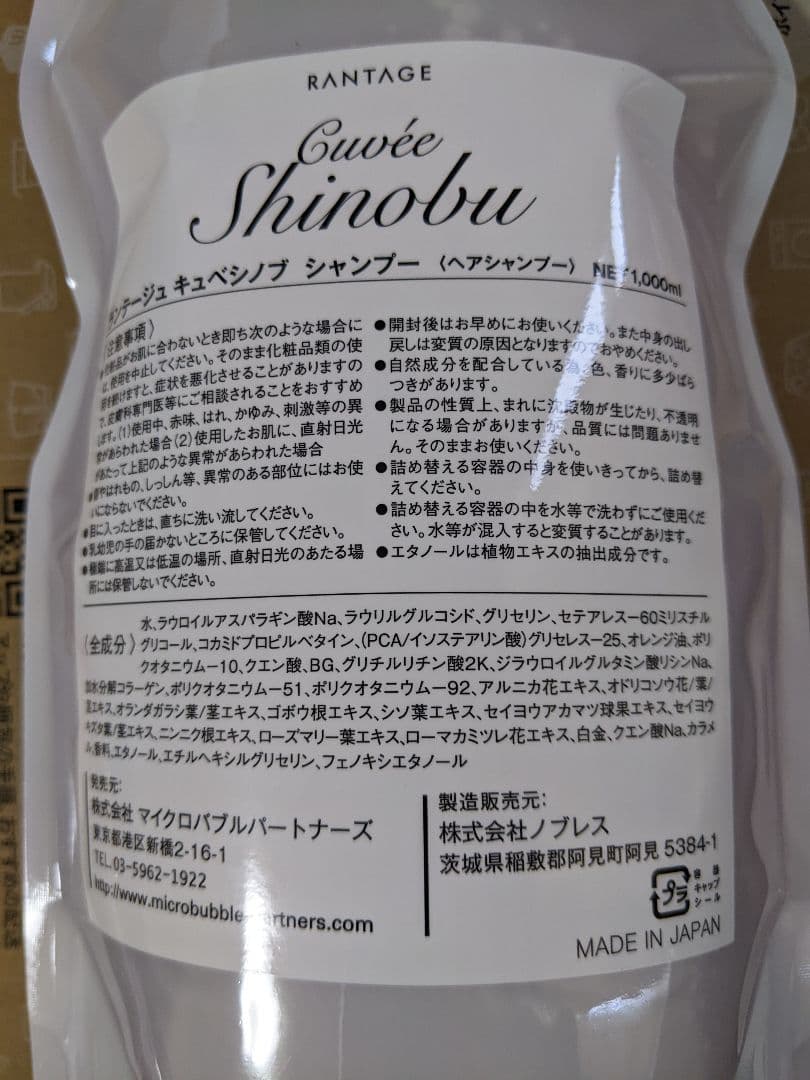 RANTAGE
Cuvée
Shinobu
ランテージュ キュベシノブ シャンプー 〈ヘアシャンプー〉 NET 1,000ml
〈注意事項〉
●化粧品がお肌に合わないとき即ち次のような場合に
は、使用を中止してください。そのまま化粧品類の使
用を続けますと、症状を悪化させることがありますの
で、皮膚科専門医等にご相談されることをおすすめ
します。(1)使用中、赤味、はれ、かゆみ、刺激等の異
常があらわれた場合(2)使用したお肌に、直射日光
があたって上記のような異常があらわれた場合
●傷やはれもの、しっしん等、異常のある部位にはお使
いにならないでください。
●目に入ったときは、直ちに洗い流してください。
●乳幼児の手の届かないところに保管してください。
●極端に高温又は低温の場所、直射日光のあたる場
所には保管しないでください。
●開封後はお早めにお使いください。また中身の出し
戻しは変質の原因となりますのでおやめください。
●自然成分を配合している為、色、香りに多少ばら
つきがあります。
●製品の性質上、まれに沈殿物が生じたり、不透明
になる場合がありますが、品質には問題ありませ
ん。そのままお使いください。
●詰め替える容器の中身を使いきってから、詰め替
えてください。
●詰め替える容器の中を水等で洗わずにご使用くだ
さい。水等が混入すると変質することがあります。
●エタノールは植物エキスの抽出成分です。
〈全成分〉水、ラウロイルアスパラギン酸Na、ラウリルグルコシド、グリセリン、セテアレスー60ミリスチル
グリコール、コカミドプロピルベタイン、(PCA/イソステアリン酸)グリセレスー25、オレンジ油、ポリ
クオタニウムー10、クエン酸、BG、グリチルリチン酸2K、ジラウロイルグルタミン酸リシンNa、
加水分解コラーゲン、ポリクオタニウムー51、ポリクオタニウムー92、アルニカ花エキス、オドリコソウ花/葉/
茎エキス、オランダガラシ葉/茎エキス、ゴボウ根エキス、シソ葉エキス、セイヨウアカマツ球果エキス、セイヨウ
キズタ葉/茎エキス、ニンニク根エキス、ローズマリー葉エキス、ローマカミツレ花エキス、白金、クエン酸Na、カラメ
ル、香料、エタノール、エチルヘキシルグリセリン、フェノキシエタノール
発売元:
株式会社 マイクロバブルパートナーズ
東京都港区新橋2-16-1
TEL.03-5962-1922
http://www.microbubble-partners.com
製造販売元:
株式会社ノブレス
茨城県稲敷郡阿見町阿見 5384-1
プラ
容器
キャップ
シール
MADE IN JAPAN